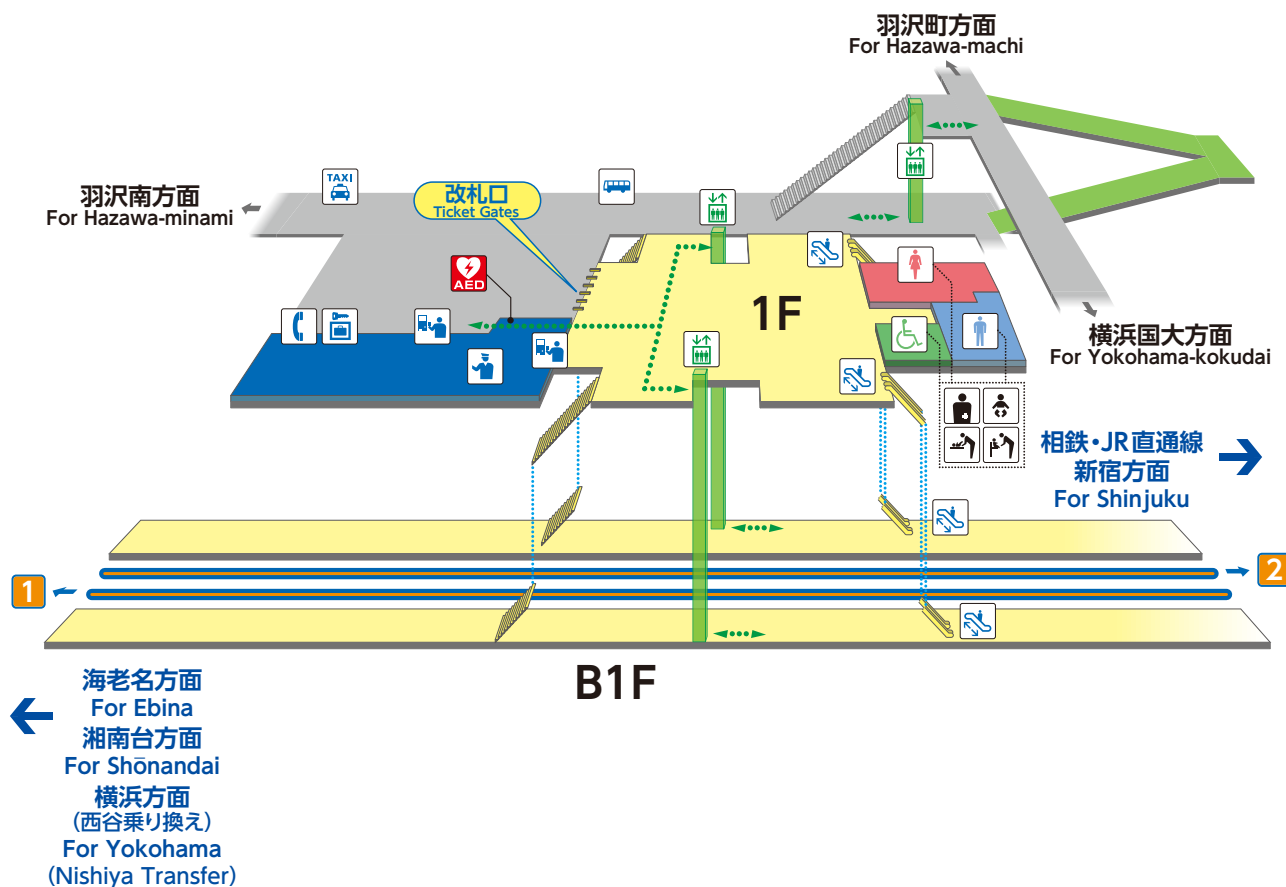 羽沢町方面
For Hazawa-machi
TAXI
羽沢南方面
For Hazawa-minami
改札口
Ticket Gates
AED
1F
横浜国大方面
For Yokohama-kokudai
相鉄・JR直通線
新宿方面
For Shinjuku
1
2
B1F
海老名方面
For Ebina
湘南台方面
For Shōnandai
横浜方面
(西谷乗り換え)
For Yokohama
(Nishiya Transfer)